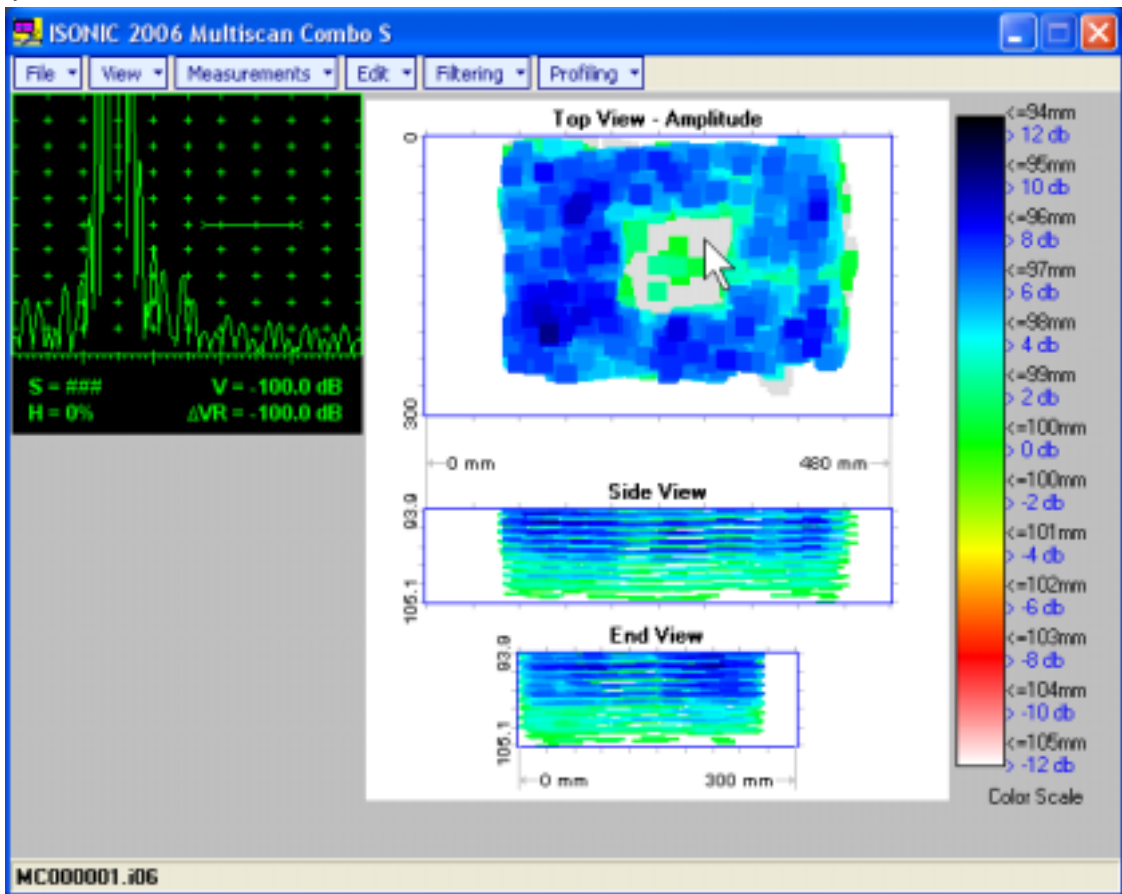 ISONIC 2006 Multiscan Combo S
File View Measurements Edit Filtering Profiling
S = ### V = -100.0 dB
H = 0% ΔVR = -100.0 dB
Top View - Amplitude
0
300
0 mm 480 mm
Side View
93.9
105.1
End View
93.9
105.1
0 mm 300 mm
<=94mm
> 12 db
<=95mm
> 10 db
<=96mm
> 8 db
<=97mm
> 6 db
<=98mm
> 4 db
<=99mm
> 2 db
<=100mm
> 0 db
<=100mm
> -2 db
<=101mm
> -4 db
<=102mm
> -6 db
<=103mm
> -8 db
<=104mm
> -10 db
<=105mm
> -12 db
Color Scale
MC000001.i06